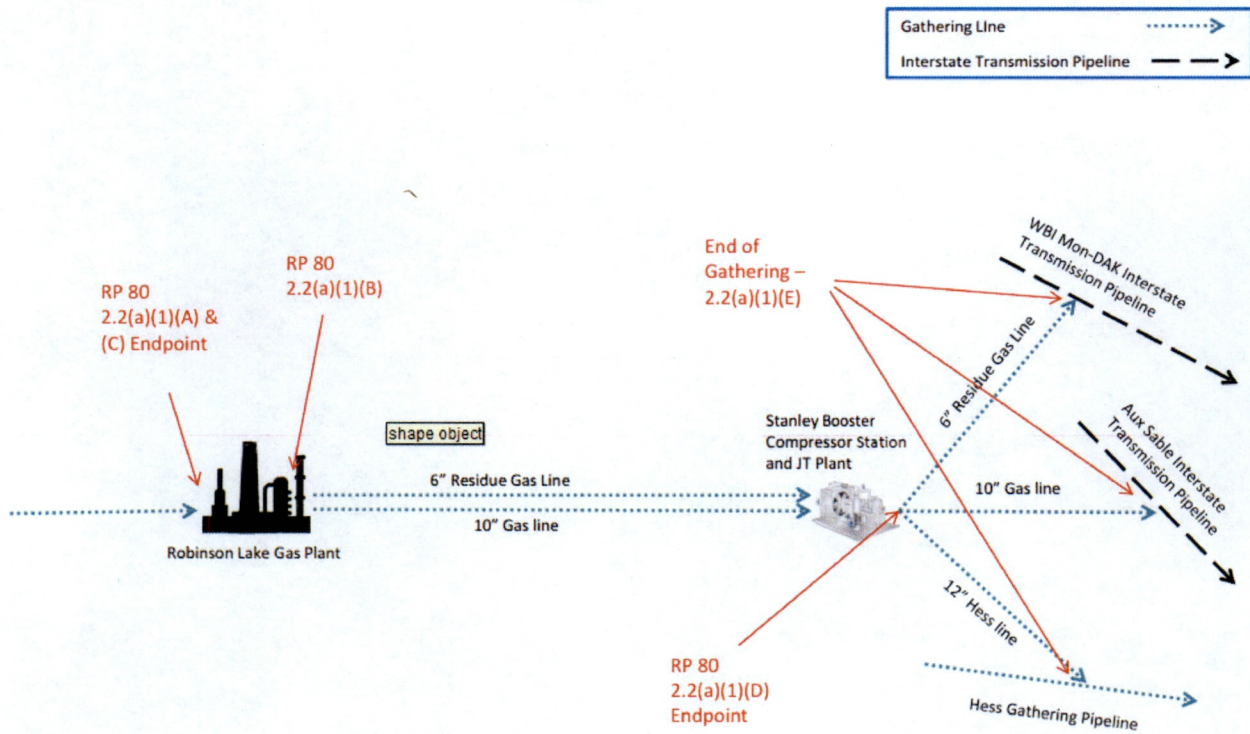 Gathering LIne
Interstate Transmission Pipeline
WBI Mon-DAK Interstate
Transmission Pipeline
End of
Gathering –
2.2(a)(1)(E)
RP 80
2.2(a)(1)(B)
RP 80
2.2(a)(1)(A) &
(C) Endpoint
6” Residue Gas Line
Aux Sable Interstate
Transmission Pipeline
shape object
Stanley Booster
Compressor Station
and JT Plant
6” Residue Gas Line
10” Gas line
10” Gas line
Robinson Lake Gas Plant
12” Hess line
RP 80
2.2(a)(1)(D)
Endpoint
Hess Gathering Pipeline